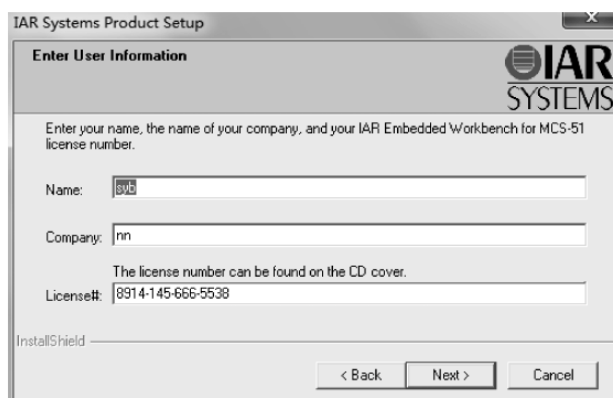 IAR Systems Product Setup
X
Enter User Information
IAR
SYSTEMS
Enter your name, the name of your company, and your IAR Embedded Workbench for MCS-51
license number.
Name: syb
Company: nn
The license number can be found on the CD cover.
License#: 8914-145-666-5538
InstallShield
< Back Next > Cancel